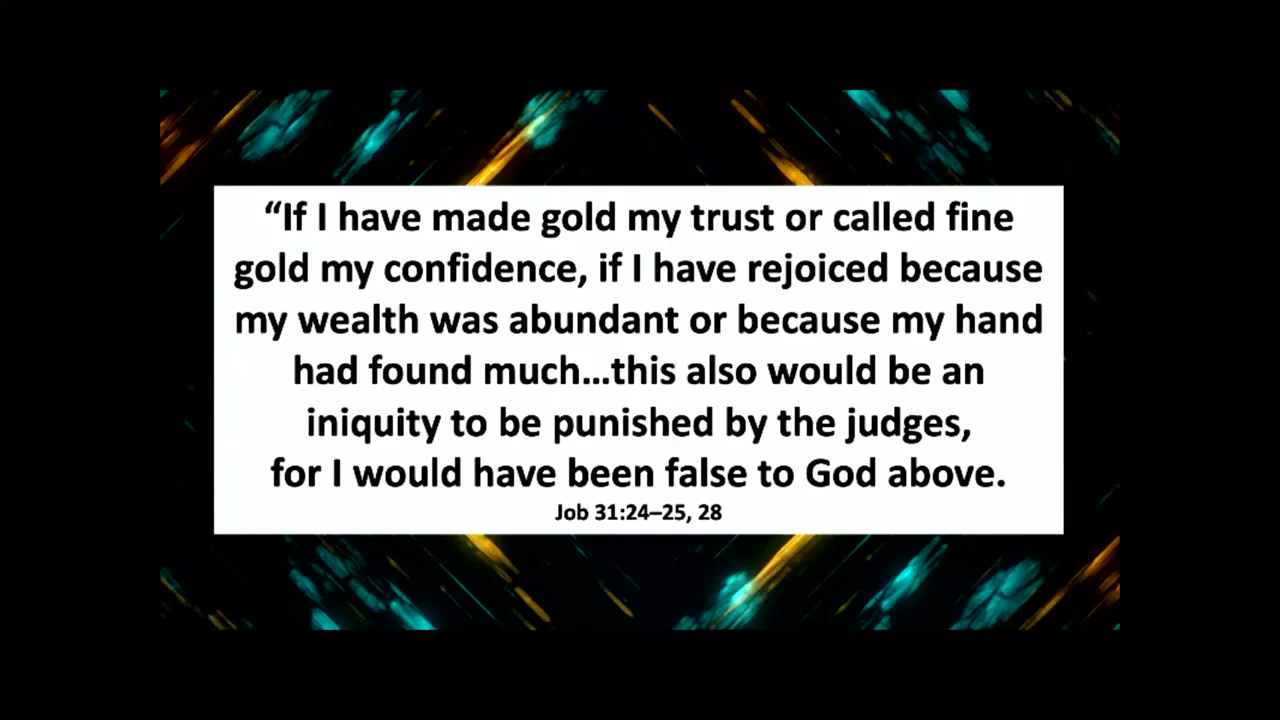 “If I have made gold my trust or called fine
gold my confidence, if I have rejoiced because
my wealth was abundant or because my hand
had found much…this also would be an
iniquity to be punished by the judges,
for I would have been false to God above.
Job 31:24–25, 28